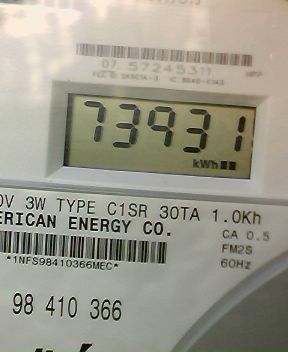 07 57245311
73931
kWh
0V 3W TYPE C1SR 30TA 1.0Kh
ERICAN ENERGY CO.
CA 0.5
FM2S
60Hz
*1NFS98410366MEC*
98 410 366